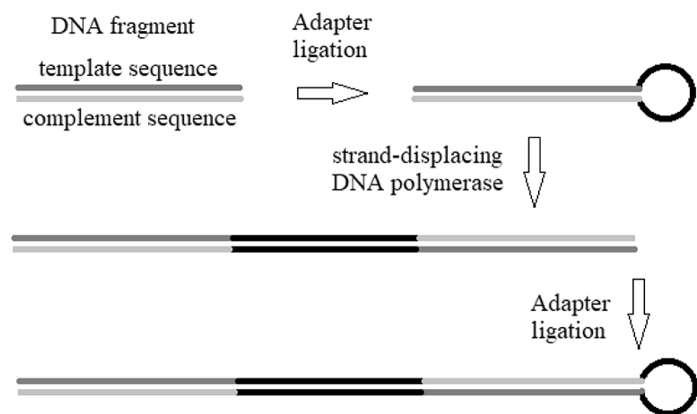 DNA fragment
template sequence
complement sequence
Adapter
ligation
strand-displacing
DNA polymerase
Adapter
ligation